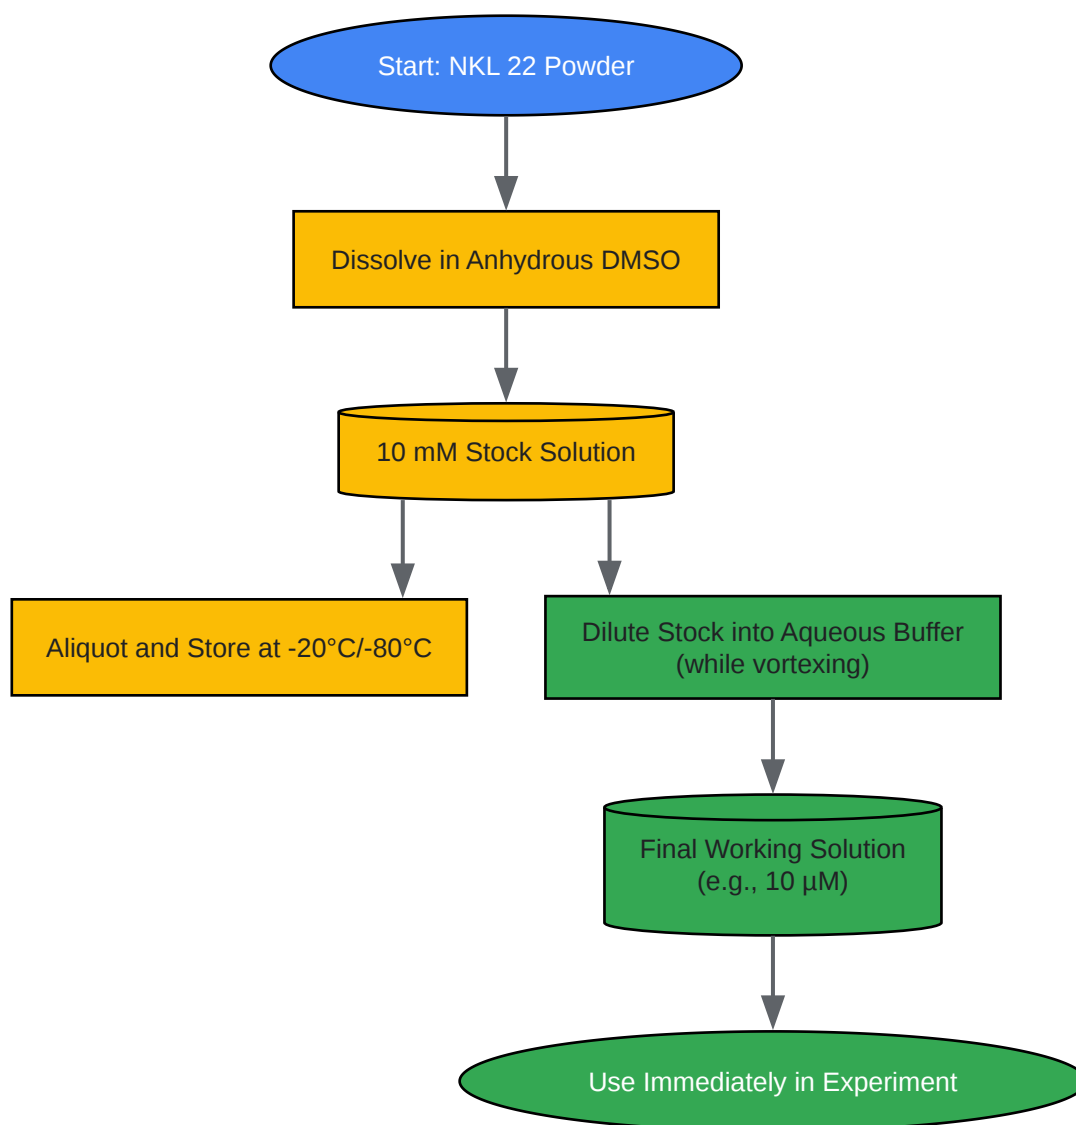 Start: NKL 22 Powder
Dissolve in Anhydrous DMSO
10 mM Stock Solution
Aliquot and Store at -20°C/-80°C
Dilute Stock into Aqueous Buffer
(while vortexing)
Final Working Solution
(e.g., 10 µM)
Use Immediately in Experiment